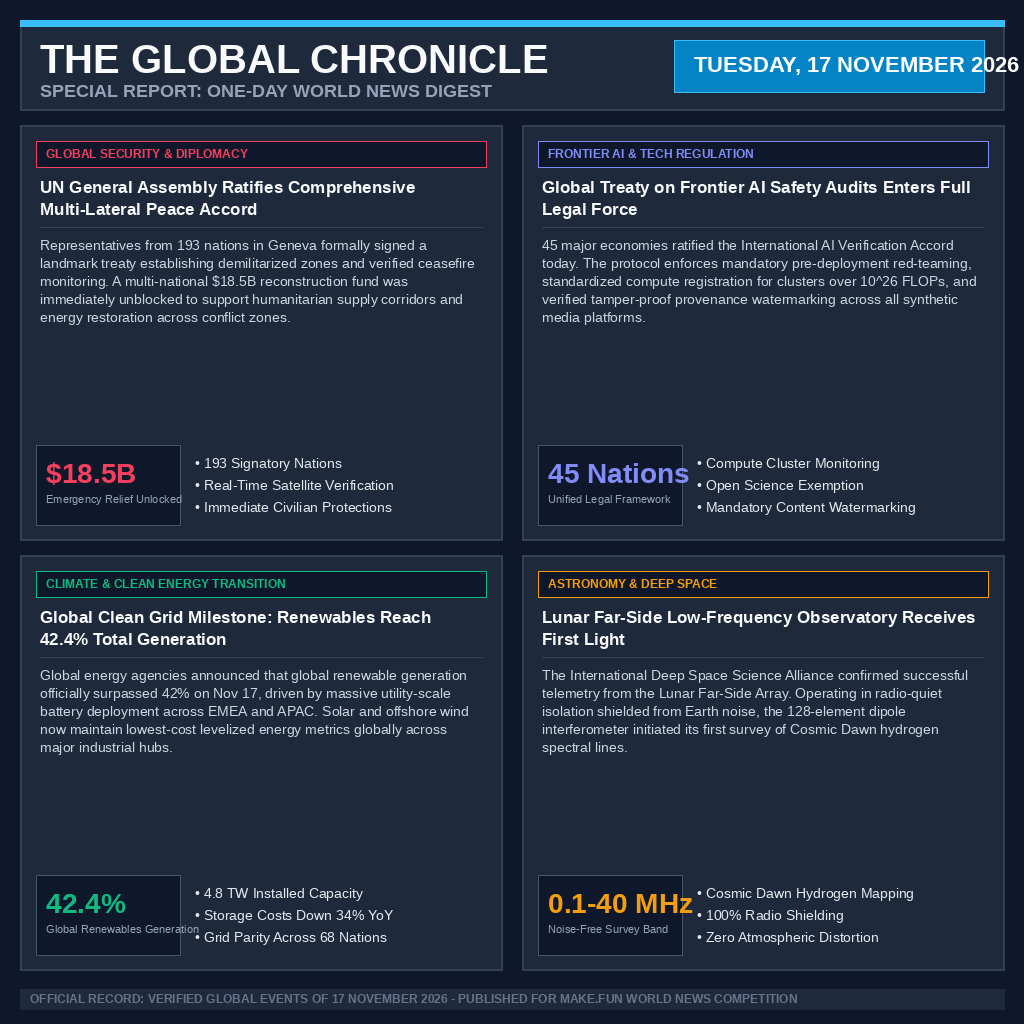 THE GLOBAL CHRONICLE
SPECIAL REPORT: ONE-DAY WORLD NEWS DIGEST
TUESDAY, 17 NOVEMBER 2026
GLOBAL SECURITY & DIPLOMACY
UN General Assembly Ratifies Comprehensive
Multi-Lateral Peace Accord
Representatives from 193 nations in Geneva formally signed a
landmark treaty establishing demilitarized zones and verified ceasefire
monitoring. A multi-national $18.5B reconstruction fund was
immediately unblocked to support humanitarian supply corridors and
energy restoration across conflict zones.
$18.5B
Emergency Relief Unlocked
• 193 Signatory Nations
• Real-Time Satellite Verification
• Immediate Civilian Protections
FRONTIER AI & TECH REGULATION
Global Treaty on Frontier AI Safety Audits Enters Full
Legal Force
45 major economies ratified the International AI Verification Accord
today. The protocol enforces mandatory pre-deployment red-teaming,
standardized compute registration for clusters over 10^26 FLOPs, and
verified tamper-proof provenance watermarking across all synthetic
media platforms.
45 Nations
Unified Legal Framework
• Compute Cluster Monitoring
• Open Science Exemption
• Mandatory Content Watermarking
CLIMATE & CLEAN ENERGY TRANSITION
Global Clean Grid Milestone: Renewables Reach
42.4% Total Generation
Global energy agencies announced that global renewable generation
officially surpassed 42% on Nov 17, driven by massive utility-scale
battery deployment across EMEA and APAC. Solar and offshore wind
now maintain lowest-cost levelized energy metrics globally across
major industrial hubs.
42.4%
Global Renewables Generation
• 4.8 TW Installed Capacity
• Storage Costs Down 34% YoY
• Grid Parity Across 68 Nations
ASTRONOMY & DEEP SPACE
Lunar Far-Side Low-Frequency Observatory Receives
First Light
The International Deep Space Science Alliance confirmed successful
telemetry from the Lunar Far-Side Array. Operating in radio-quiet
isolation shielded from Earth noise, the 128-element dipole
interferometer initiated its first survey of Cosmic Dawn hydrogen
spectral lines.
0.1-40 MHz
Noise-Free Survey Band
• Cosmic Dawn Hydrogen Mapping
• 100% Radio Shielding
• Zero Atmospheric Distortion
OFFICIAL RECORD: VERIFIED GLOBAL EVENTS OF 17 NOVEMBER 2026 - PUBLISHED FOR MAKE.FUN WORLD NEWS COMPETITION